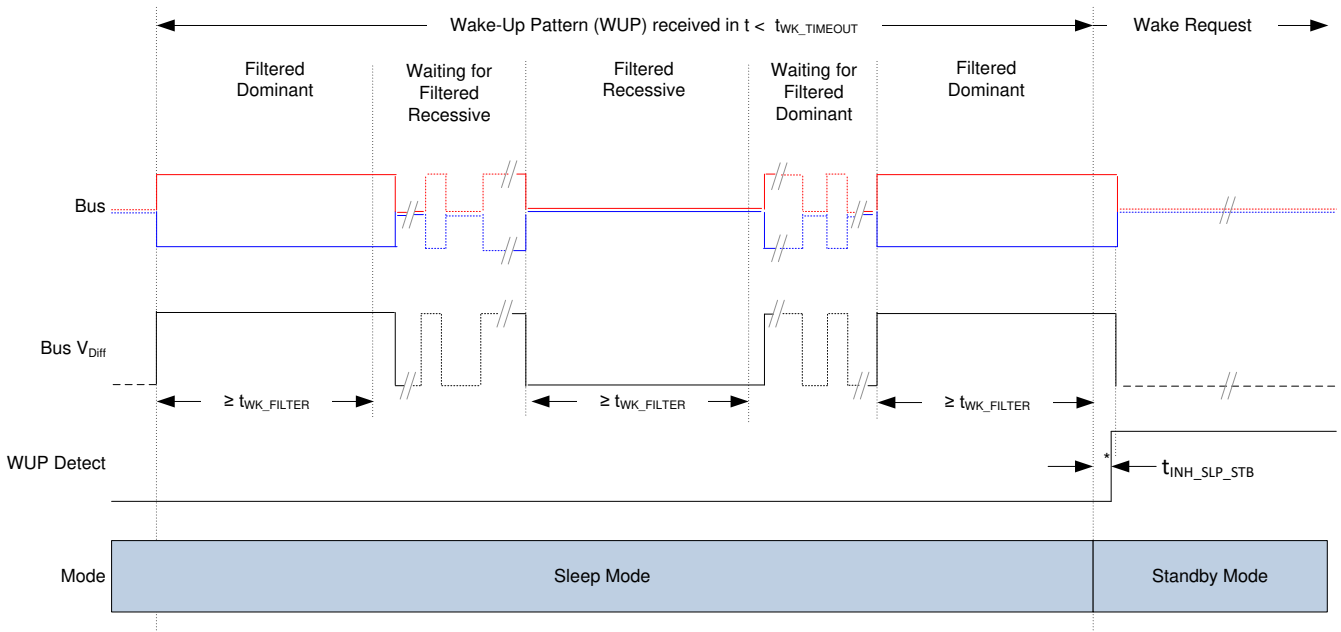 Wake-Up Pattern (WUP) received in t < tWK_TIMEOUT
Wake Request
Filtered
Dominant
Waiting for
Filtered
Recessive
Filtered
Recessive
Waiting for
Filtered
Dominant
Filtered
Dominant
Bus
Bus VDiff
≥ tWK_FILTER
≥ tWK_FILTER
≥ tWK_FILTER
WUP Detect
*
tINH_SLP_STB
Mode
Sleep Mode
Standby Mode